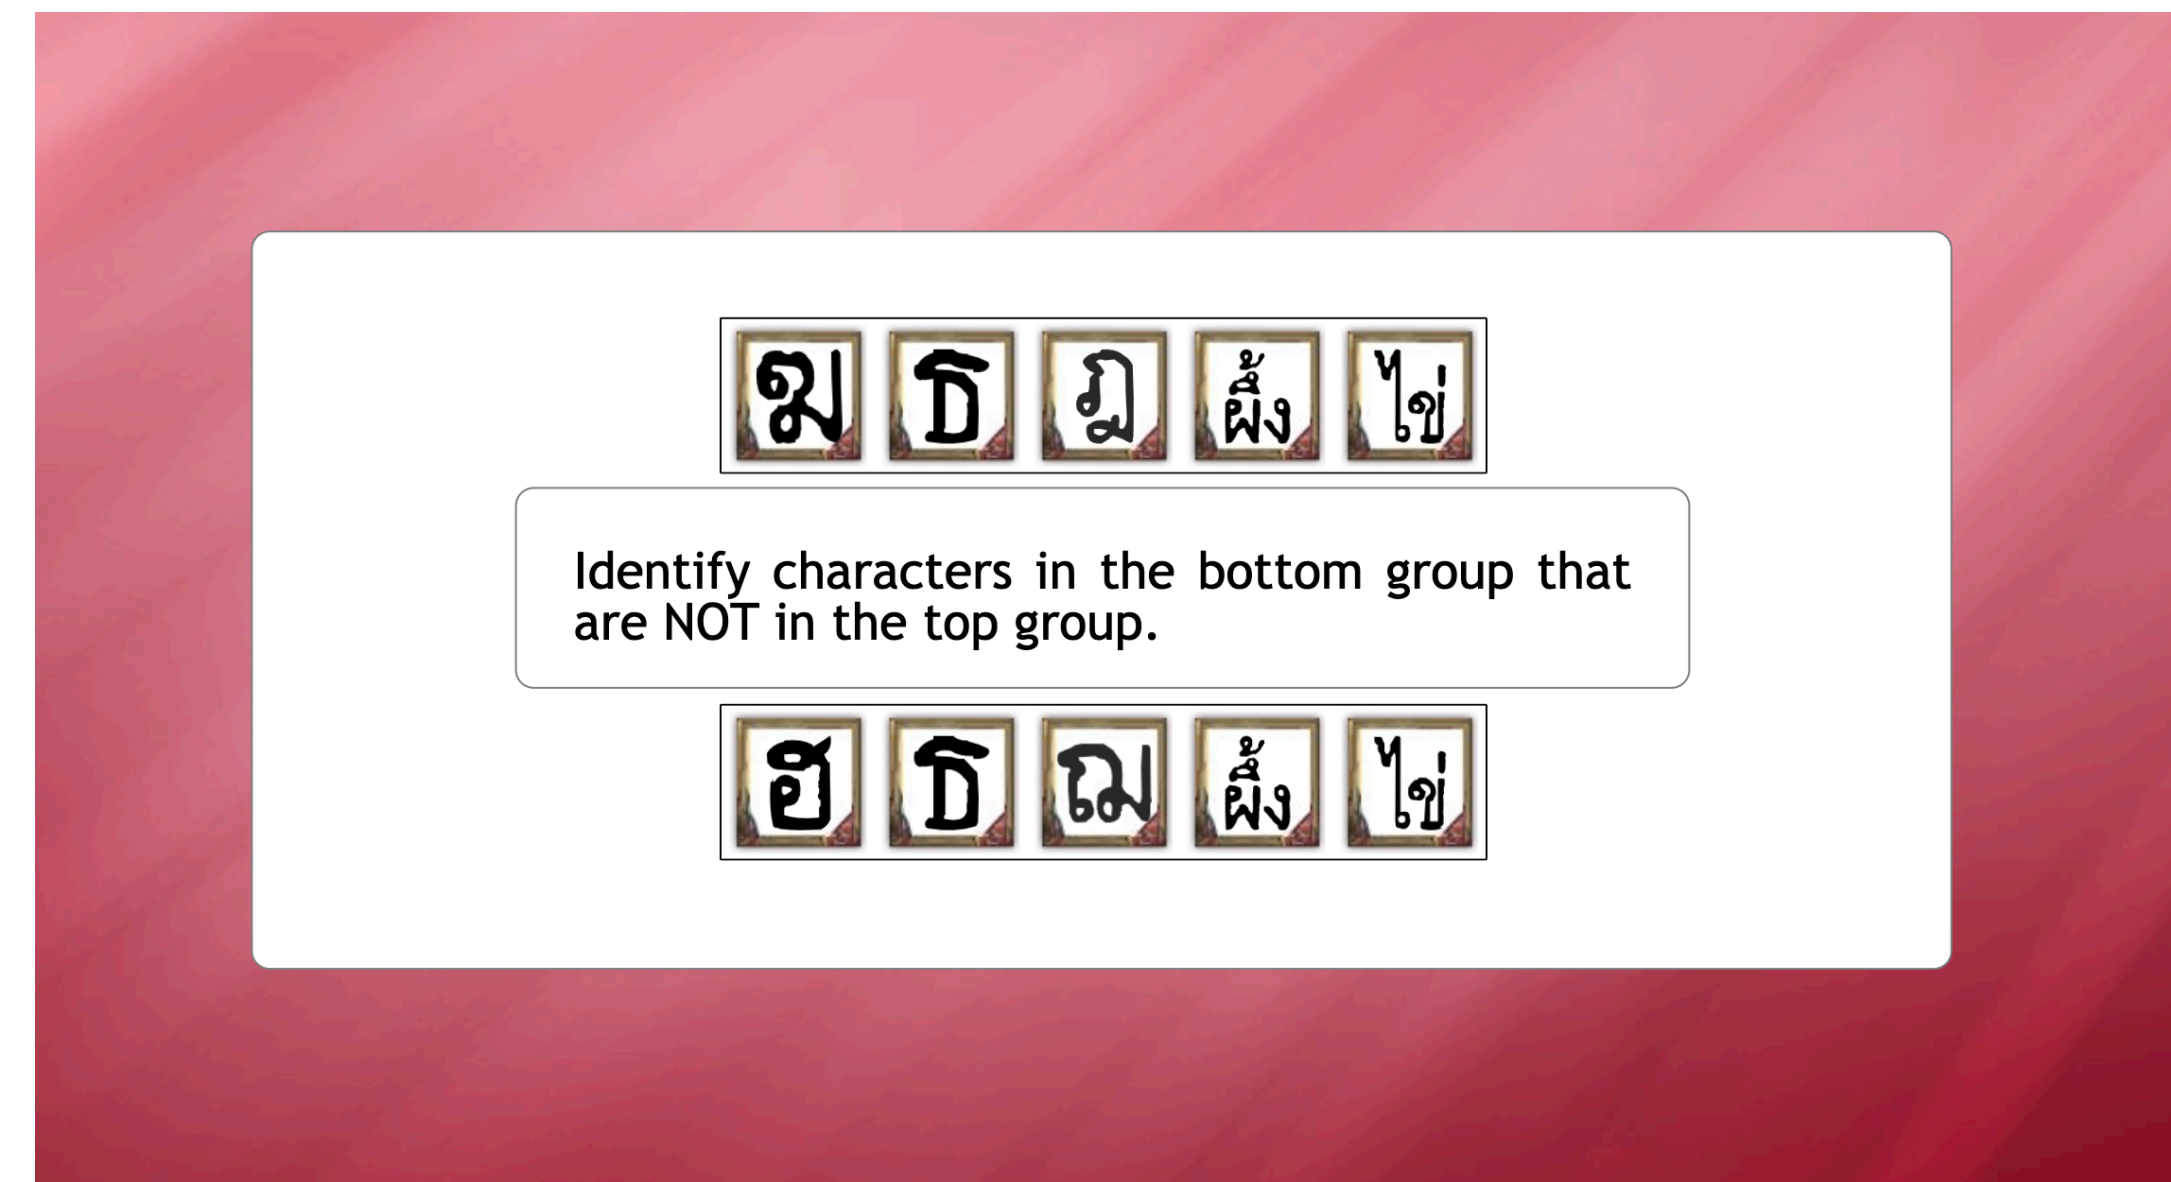 ฆ ธ ฎ ผึ้ง ไข่
Identify characters in the bottom group that
are NOT in the top group.
ฮ ธ ฌ ผึ้ง ไข่